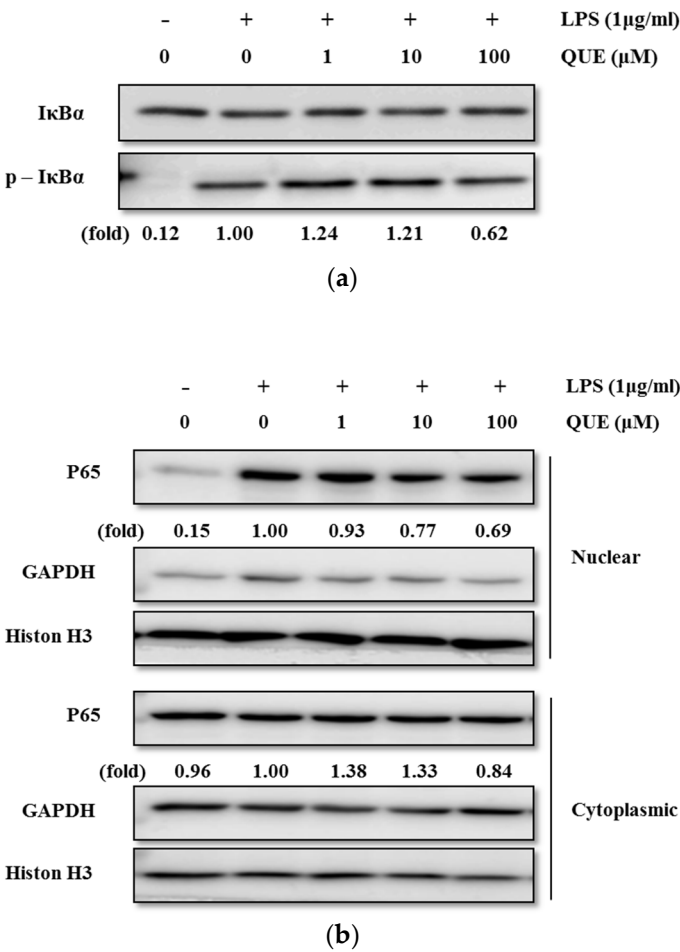 - + + + + LPS (1μg/ml)
0 0 1 10 100 QUE (μM)
IκBα
p – IκBα
(fold) 0.12 1.00 1.24 1.21 0.62
(a)
- + + + + LPS (1μg/ml)
0 0 1 10 100 QUE (μM)
P65
(fold) 0.15 1.00 0.93 0.77 0.69
Nuclear
GAPDH
Histon H3
P65
(fold) 0.96 1.00 1.38 1.33 0.84
GAPDH
Cytoplasmic
Histon H3
(b)